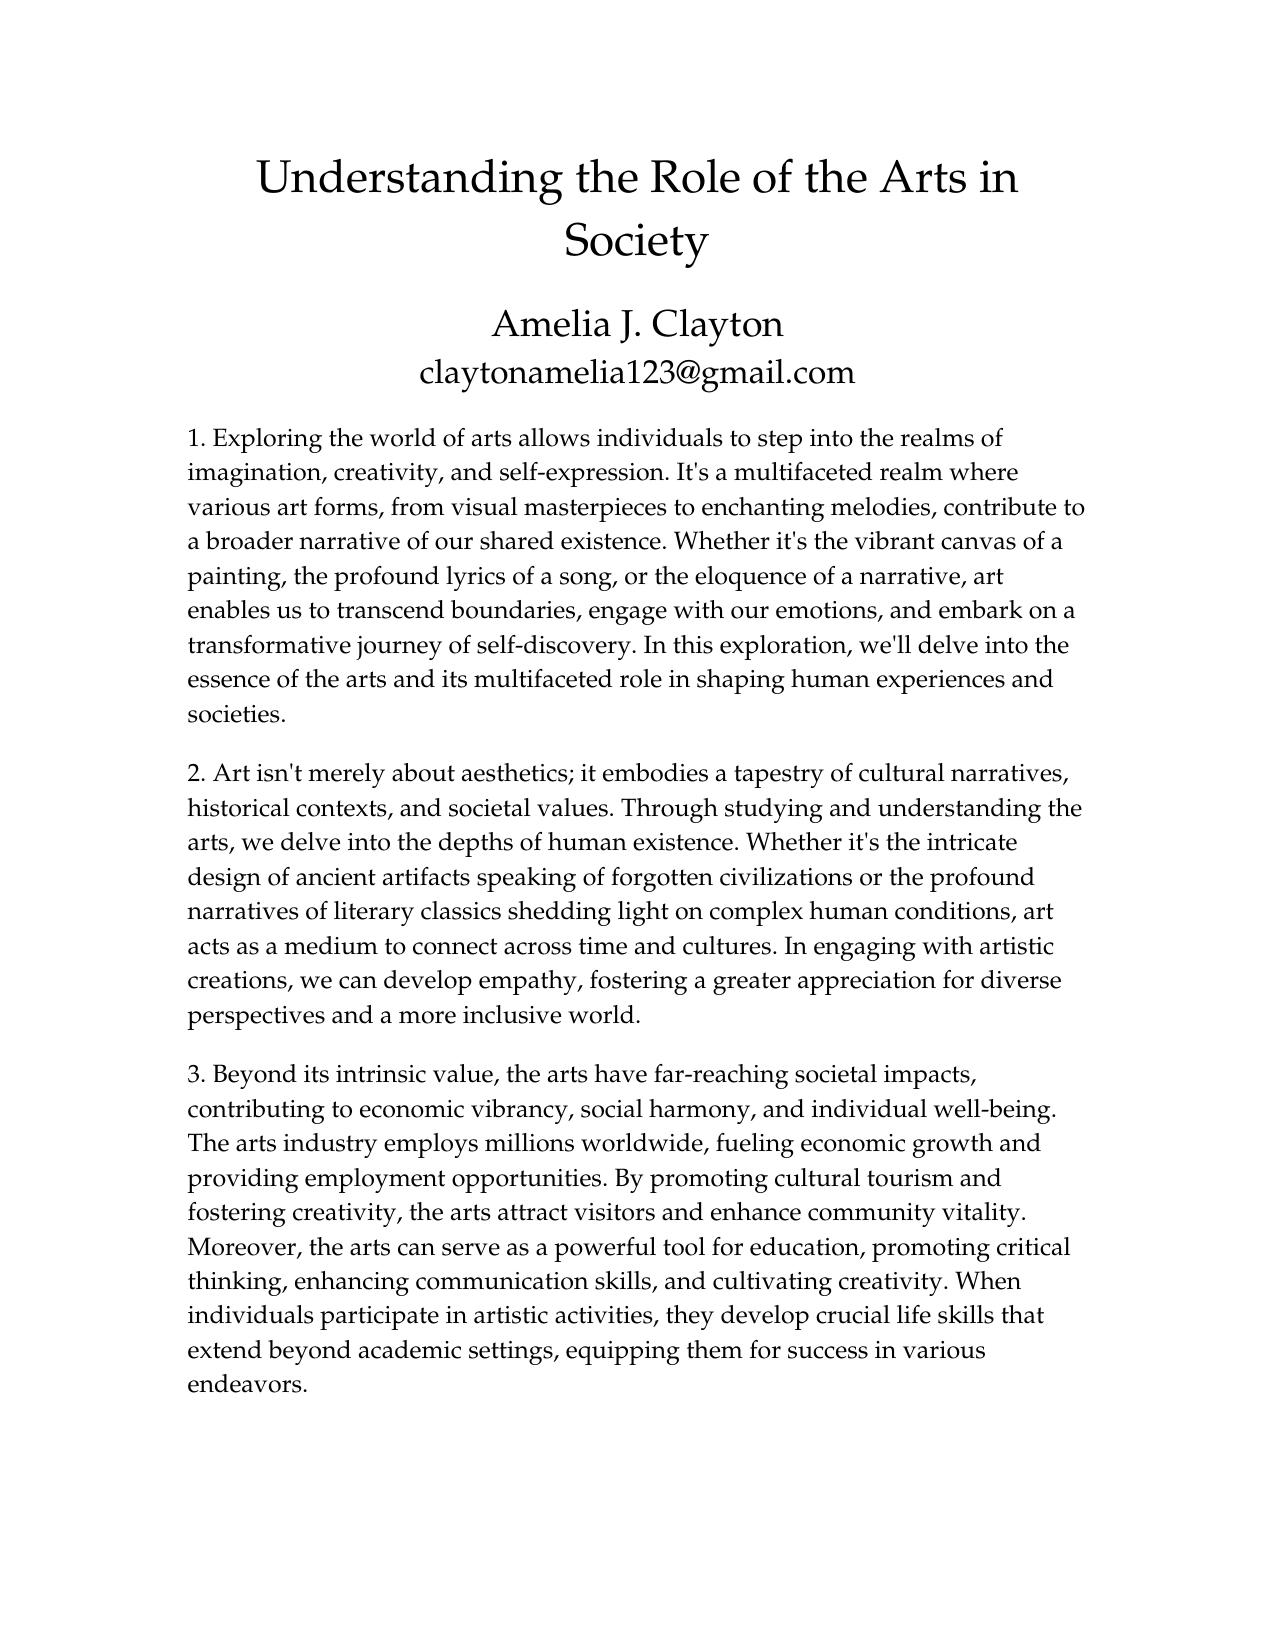 Understanding the Role of the Arts in
Society
Amelia J. Clayton
claytonamelia123@gmail.com
1. Exploring the world of arts allows individuals to step into the realms of
imagination, creativity, and self-expression. It's a multifaceted realm where
various art forms, from visual masterpieces to enchanting melodies, contribute to
a broader narrative of our shared existence. Whether it's the vibrant canvas of a
painting, the profound lyrics of a song, or the eloquence of a narrative, art
enables us to transcend boundaries, engage with our emotions, and embark on a
transformative journey of self-discovery. In this exploration, we'll delve into the
essence of the arts and its multifaceted role in shaping human experiences and
societies.
2. Art isn't merely about aesthetics; it embodies a tapestry of cultural narratives,
historical contexts, and societal values. Through studying and understanding the
arts, we delve into the depths of human existence. Whether it's the intricate
design of ancient artifacts speaking of forgotten civilizations or the profound
narratives of literary classics shedding light on complex human conditions, art
acts as a medium to connect across time and cultures. In engaging with artistic
creations, we can develop empathy, fostering a greater appreciation for diverse
perspectives and a more inclusive world.
3. Beyond its intrinsic value, the arts have far-reaching societal impacts,
contributing to economic vibrancy, social harmony, and individual well-being.
The arts industry employs millions worldwide, fueling economic growth and
providing employment opportunities. By promoting cultural tourism and
fostering creativity, the arts attract visitors and enhance community vitality.
Moreover, the arts can serve as a powerful tool for education, promoting critical
thinking, enhancing communication skills, and cultivating creativity. When
individuals participate in artistic activities, they develop crucial life skills that
extend beyond academic settings, equipping them for success in various
endeavors.